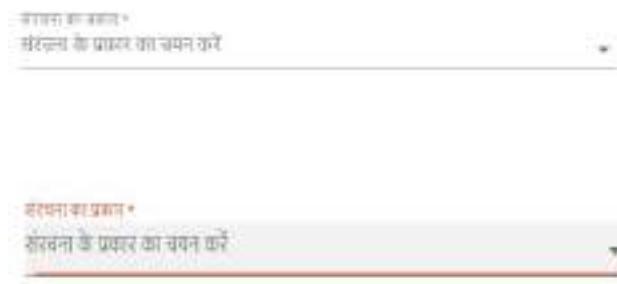 संरचना का प्रकार *
संरचना के प्रकार का चयन करें
संरचना का प्रकार *
संरचना के प्रकार का चयन करें